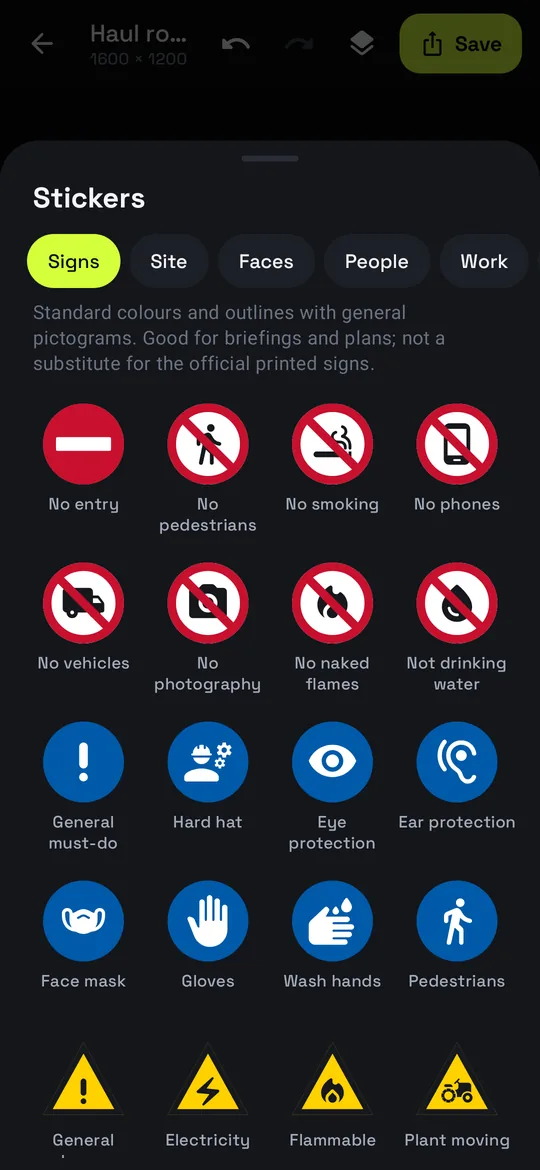 Haul ro...
1600 × 1200
Save
Stickers
Signs
Site
Faces
People
Work
Standard colours and outlines with general
pictograms. Good for briefings and plans; not a
substitute for the official printed signs.
No entry
No
pedestrians
No smoking
No phones
No vehicles
No
photography
No naked
flames
Not drinking
water
General
must-do
Hard hat
Eye
protection
Ear protection
Face mask
Gloves
Wash hands
Pedestrians
General
Electricity
Flammable
Plant moving